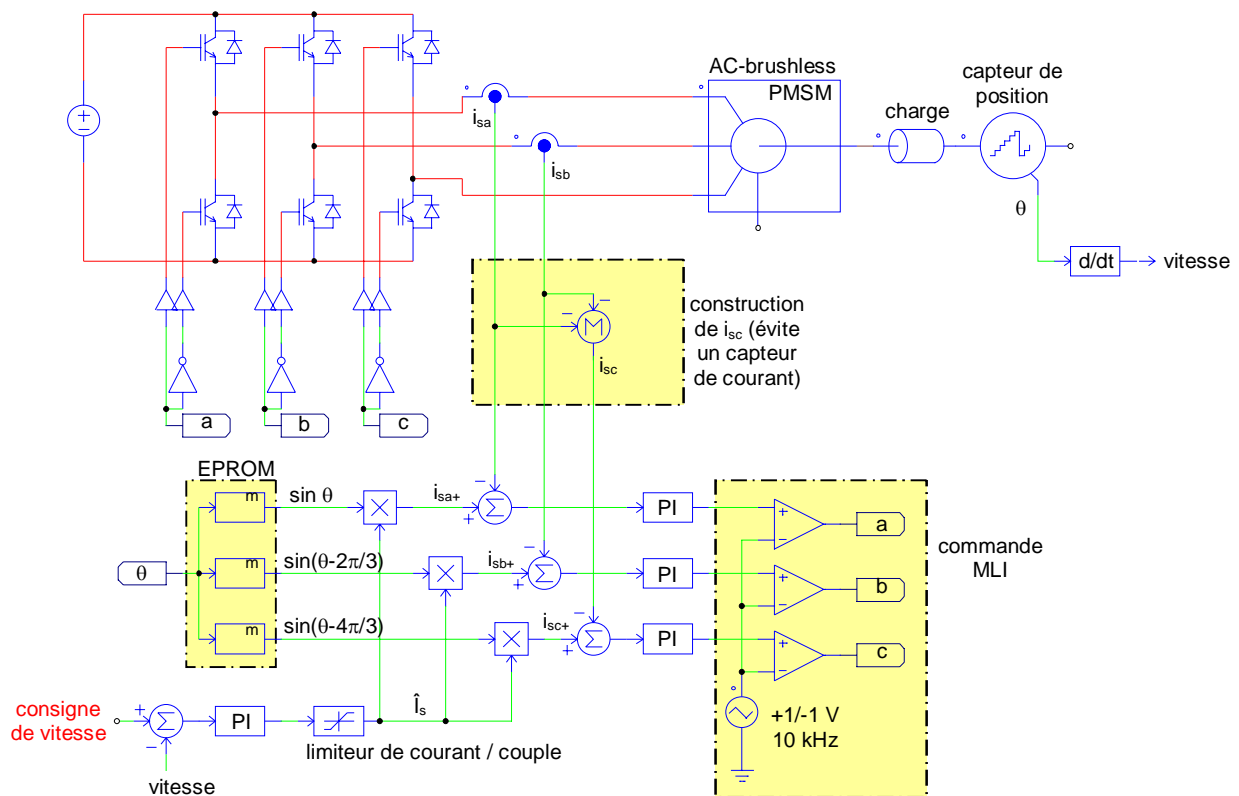 AC-brushless
PMSM
capteur de
position
charge
i_sa
i_sb
θ
d/dt
vitesse
construction
de i_sc (évite
un capteur
de courant)
i_sc
a
b
c
EPROM
m
sin θ
i_sa+
PI
a
θ
m
sin(θ-2π/3)
i_sb+
PI
b
commande
MLI
m
sin(θ-4π/3)
i_sc+
PI
c
consigne
de vitesse
PI
Î_s
limiteur de courant / couple
vitesse
+1/-1 V
10 kHz